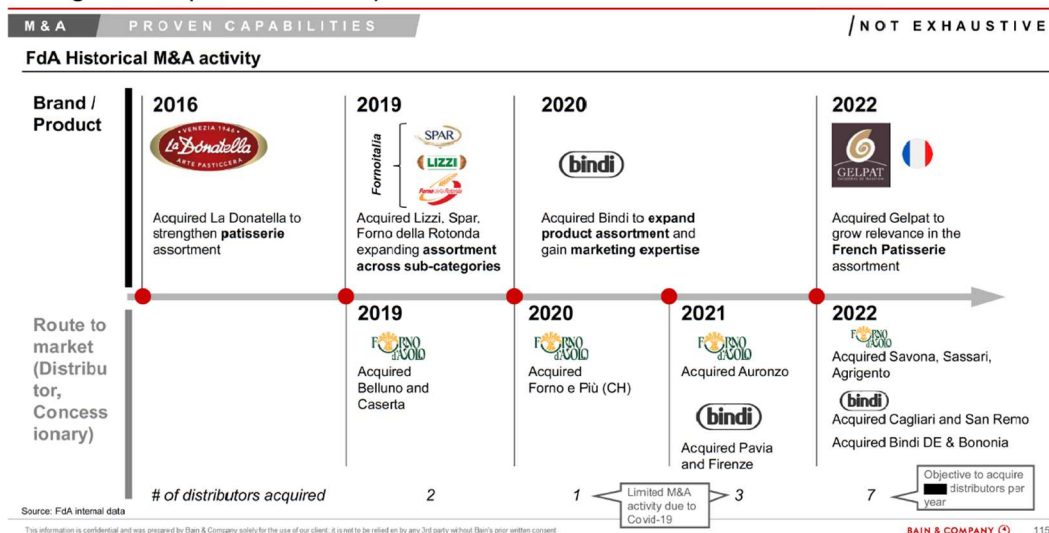 M&A PROVEN CAPABILITIES
/NOT EXHAUSTIVE
FdA Historical M&A activity
Brand /
Product
2016
VENEZIA 1946
La Donatella
ARTE PASTICCERA
Acquired La Donatella to
strengthen patisserie
assortment
2019
Fornoitalia
SPAR
LIZZI
Forno della Rotonda
Acquired Lizzi, Spar,
Forno della Rotonda
expanding assortment
across sub-categories
2020
bindi
Acquired Bindi to expand
product assortment and
gain marketing expertise
2022
GELPAT
Acquired Gelpat to
grow relevance in the
French Patisserie
assortment
Route to
market
(Distribu
tor,
Concess
ionary)
2019
FORNO
d'ASOLO
Acquired
Belluno and
Caserta
2020
FORNO
d'ASOLO
Acquired
Forno e Più (CH)
2021
FORNO
d'ASOLO
Acquired Auronzo
bindi
Acquired Pavia
and Firenze
2022
FORNO
d'ASOLO
Acquired Savona, Sassari,
Agrigento
bindi
Acquired Cagliari and San Remo
Acquired Bindi DE & Bononia
# of distributors acquired 2 1 3 7
Limited M&A
activity due to
Covid-19
Objective to acquire
distributors per
year
Source: FdA internal data
This information is confidential and was prepared by Bain & Company solely for the use of our client; it is not to be relied on by any 3rd party without Bain's prior written consent
BAIN & COMPANY 115